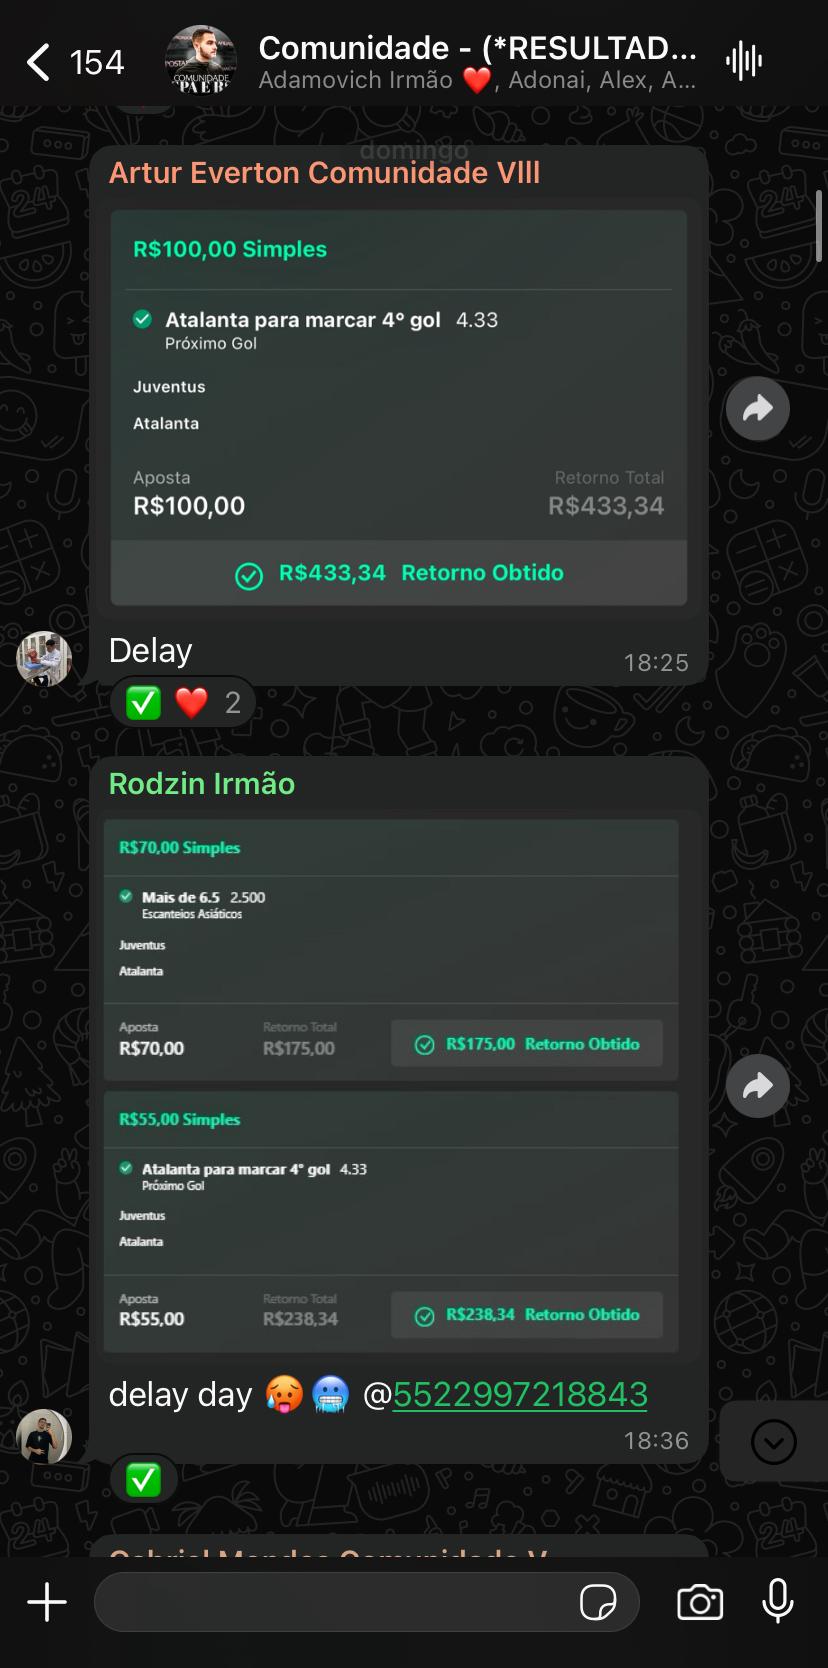 154
Comunidade - (*RESULTAD...
Adamovich Irmão ❤️, Adonai, Alex, A...
domingo
Artur Everton Comunidade Vlll
R$100,00 Simples
Atalanta para marcar 4º gol 4.33
Próximo Gol
Juventus
Atalanta
Aposta Retorno Total
R$100,00 R$433,34
R$433,34 Retorno Obtido
Delay
18:25
✅ ❤️ 2
Rodzin Irmão
R$70,00 Simples
Mais de 6.5 2.500
Escanteios Asiáticos
Juventus
Atalanta
Aposta Retorno Total
R$70,00 R$175,00 R$175,00 Retorno Obtido
R$55,00 Simples
Atalanta para marcar 4º gol 4.33
Próximo Gol
Juventus
Atalanta
Aposta Retorno Total
R$55,00 R$238,34 R$238,34 Retorno Obtido
delay day 🥵 🥶 @5522997218843
18:36
✅
Gabriel Mendes Comunidade V